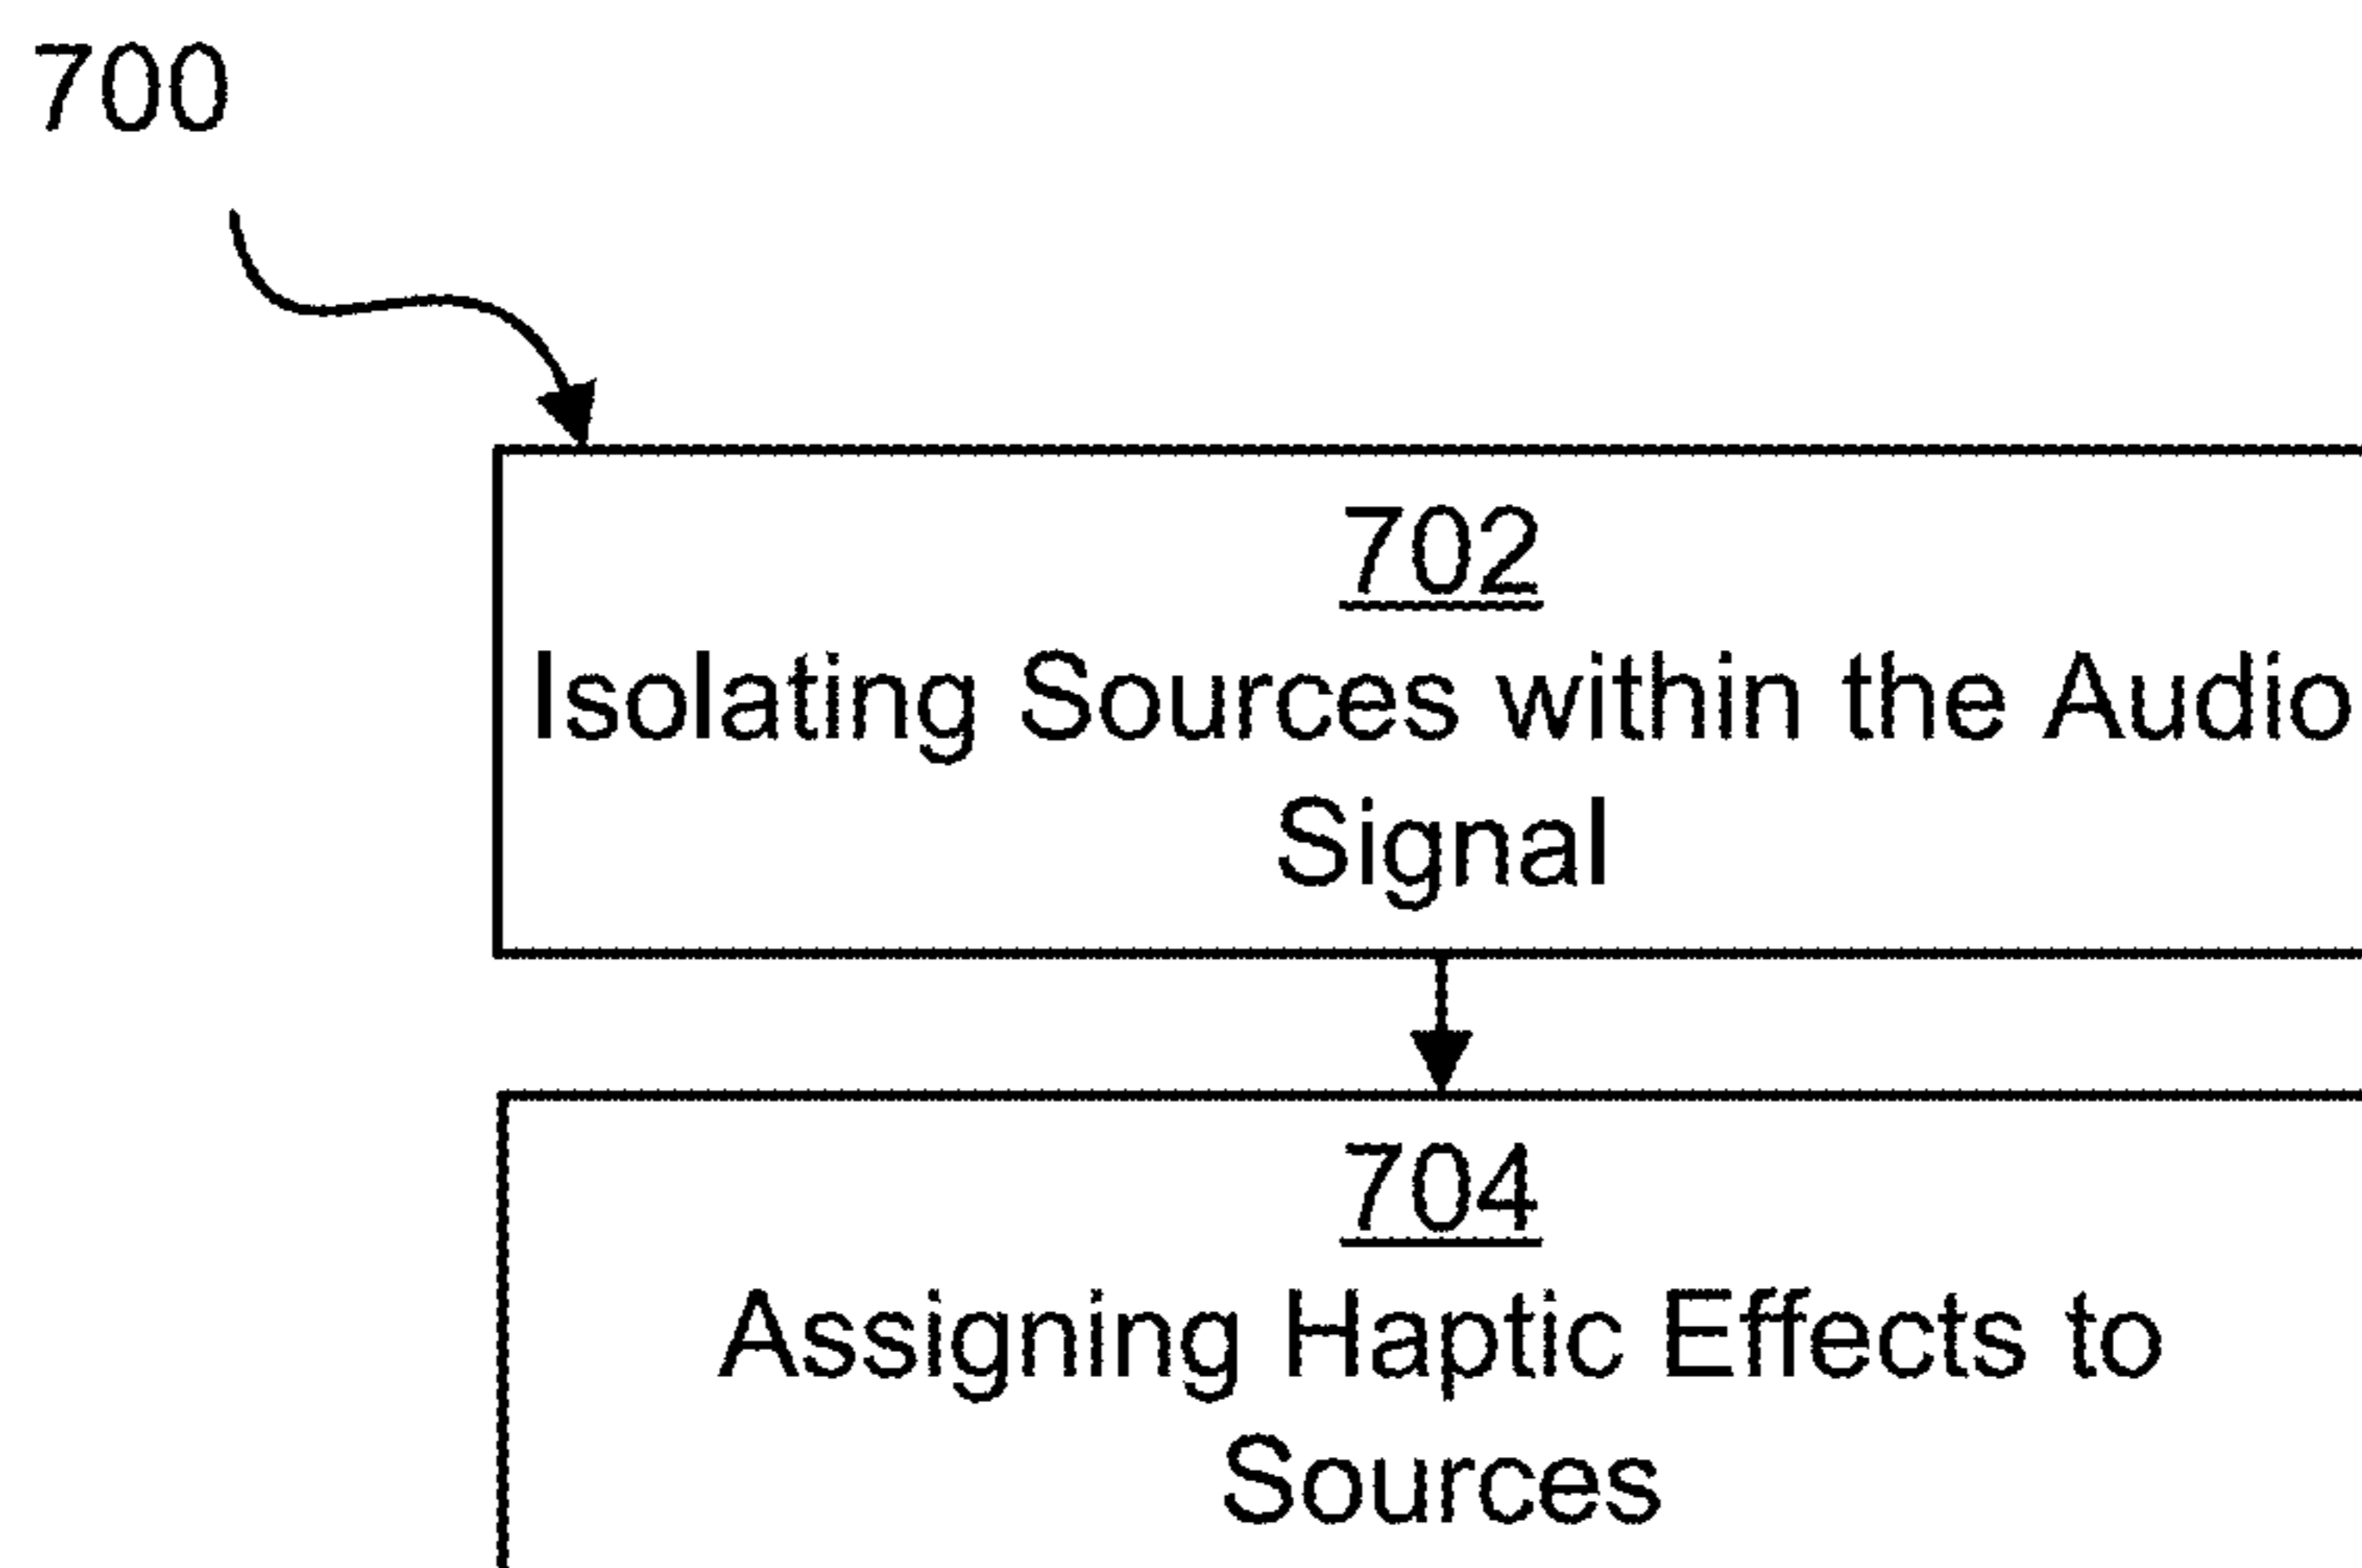 700
702
Isolating Sources within the Audio
Signal
704
Assigning Haptic Effects to
Sources